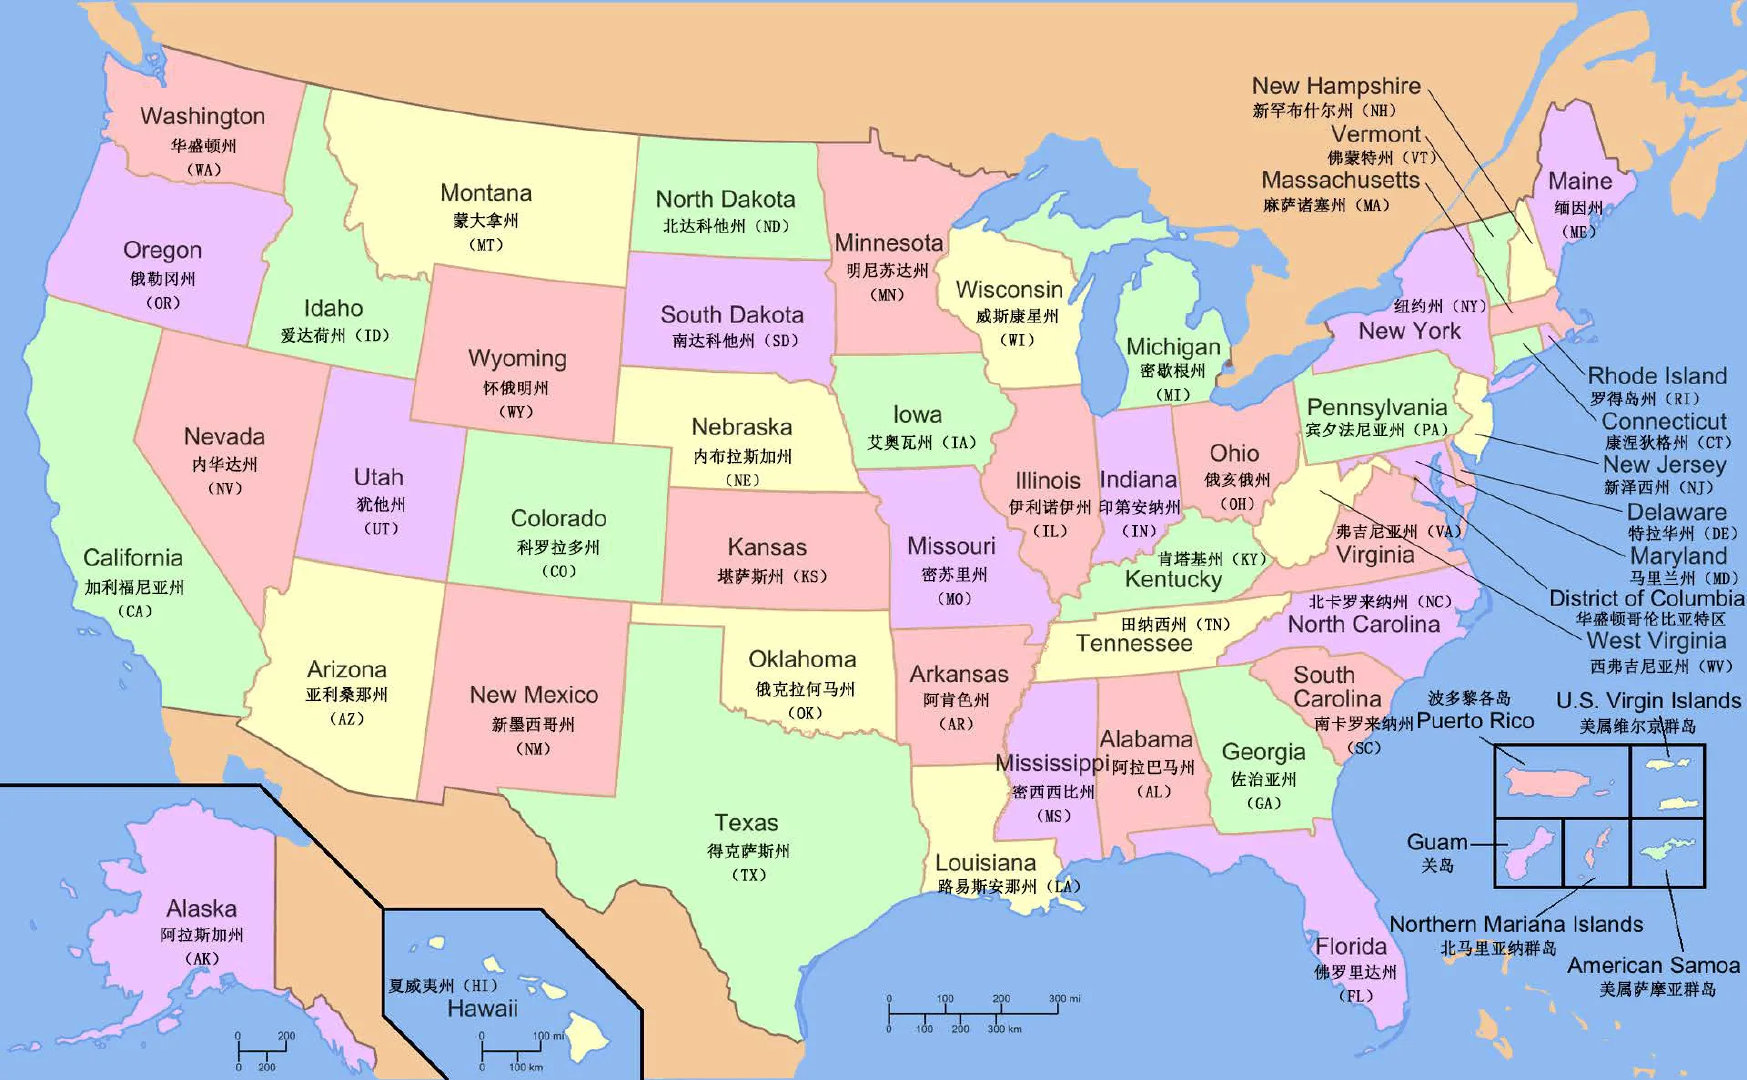 Washington
华盛顿州
(WA)
Oregon
俄勒冈州
(OR)
California
加利福尼亚州
(CA)
Idaho
爱达荷州 (ID)
Nevada
内华达州
(NV)
Montana
蒙大拿州
(MT)
Wyoming
怀俄明州
(WY)
Utah
犹他州
(UT)
Colorado
科罗拉多州
(CO)
Arizona
亚利桑那州
(AZ)
New Mexico
新墨西哥州
(NM)
North Dakota
北达科他州 (ND)
South Dakota
南达科他州 (SD)
Nebraska
内布拉斯加州
(NE)
Kansas
堪萨斯州 (KS)
Oklahoma
俄克拉何马州
(OK)
Texas
得克萨斯州
(TX)
Minnesota
明尼苏达州
(MN)
Iowa
艾奥瓦州 (IA)
Missouri
密苏里州
(MO)
Arkansas
阿肯色州
(AR)
Louisiana
路易斯安那州 (LA)
Wisconsin
威斯康星州
(WI)
Illinois
伊利诺伊州
(IL)
Michigan
密歇根州
(MI)
Indiana
印第安纳州
(IN)
Ohio
俄亥俄州
(OH)
肯塔基州 (KY)
Kentucky
田纳西州 (TN)
Tennessee
Mississippi
密西西比州
(MS)
Alabama
阿拉巴马州
(AL)
Georgia
佐治亚州
(GA)
Florida
佛罗里达州
(FL)
South
Carolina
南卡罗来纳州
(SC)
北卡罗来纳州 (NC)
North Carolina
弗吉尼亚州 (VA)
Virginia
Pennsylvania
宾夕法尼亚州 (PA)
纽约州 (NY)
New York
New Hampshire
新罕布什尔州 (NH)
Vermont
佛蒙特州 (VT)
Massachusetts
麻萨诸塞州 (MA)
Maine
缅因州
(ME)
Rhode Island
罗得岛州 (RI)
Connecticut
康涅狄格州 (CT)
New Jersey
新泽西州 (NJ)
Delaware
特拉华州 (DE)
Maryland
马里兰州 (MD)
District of Columbia
华盛顿哥伦比亚特区
West Virginia
西弗吉尼亚州 (WV)
波多黎各岛
Puerto Rico
U.S. Virgin Islands
美属维尔京群岛
Guam
关岛
Northern Mariana Islands
北马里亚纳群岛
American Samoa
美属萨摩亚群岛
Alaska
阿拉斯加州
(AK)
0 200
0 200
夏威夷州 (HI)
Hawaii
0 100 mi
0 100 km
0 100 200 300 mi
0 100 200 300 km